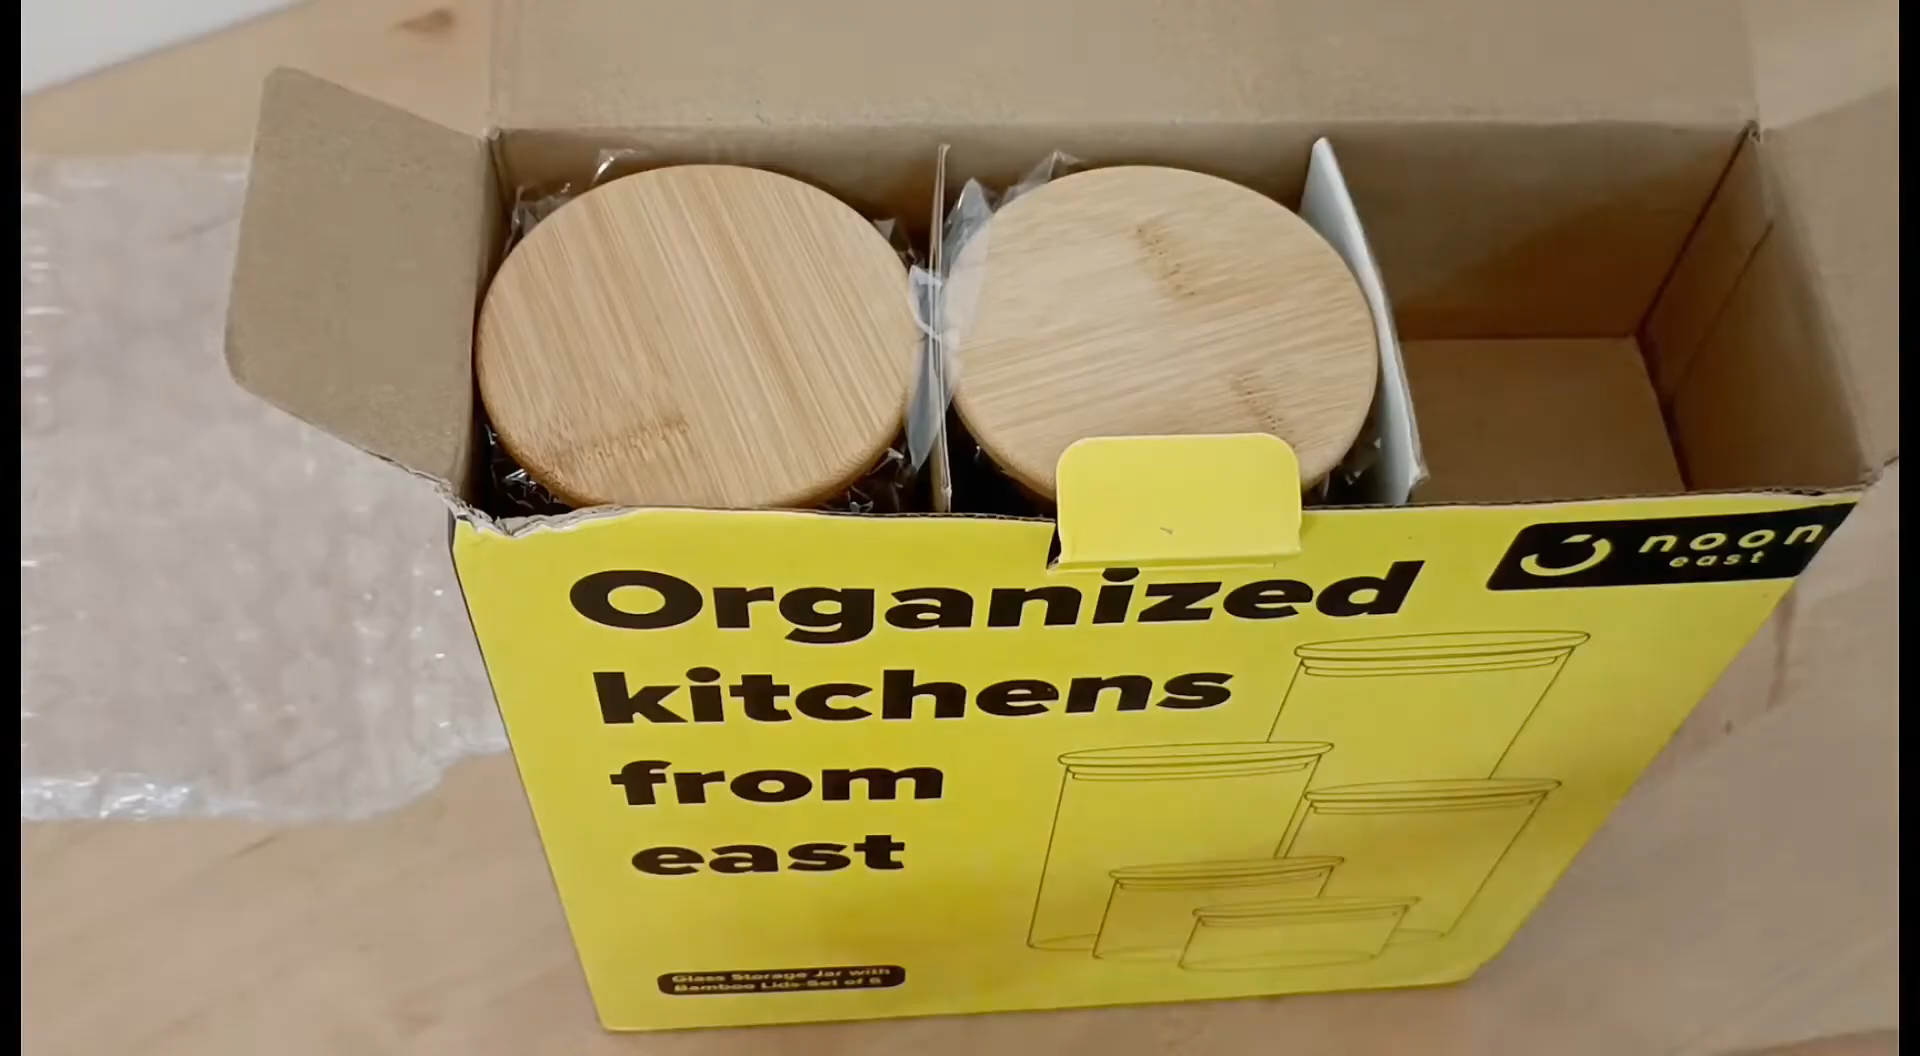 noon
east
Organized
kitchens
from
east
Glass Storage Jar with
Bamboo Lids-Set of 5